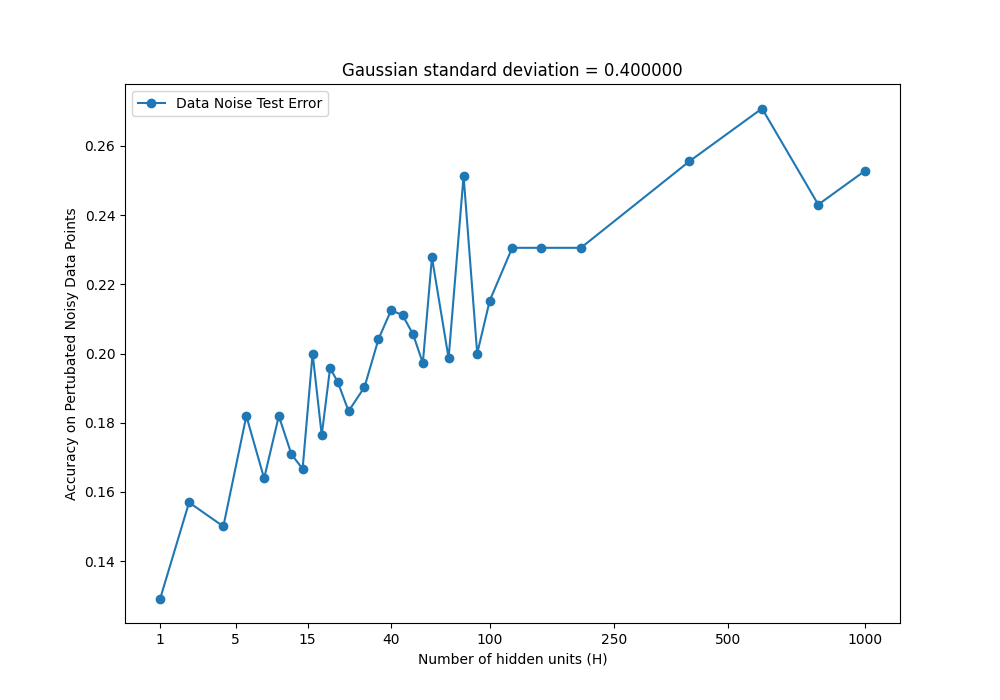 Gaussian standard deviation = 0.400000
Data Noise Test Error
Accuracy on Pertubated Noisy Data Points
0.26
0.24
0.22
0.20
0.18
0.16
0.14
1 5 15 40 100 250 500 1000
Number of hidden units (H)